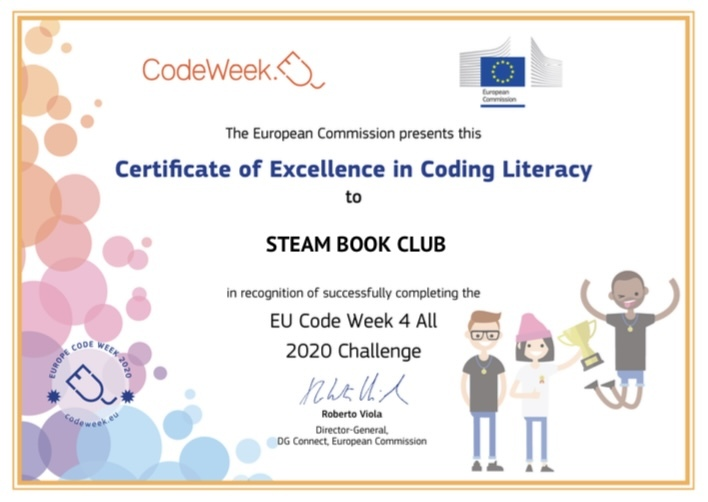 CodeWeek.EU
European
Commission
The European Commission presents this
Certificate of Excellence in Coding Literacy
to
STEAM BOOK CLUB
in recognition of successfully completing the
EU Code Week 4 All
2020 Challenge
Roberto Viola
Director-General,
DG Connect, European Commission
EUROPE CODE WEEK 2020
EU
codeweek.eu